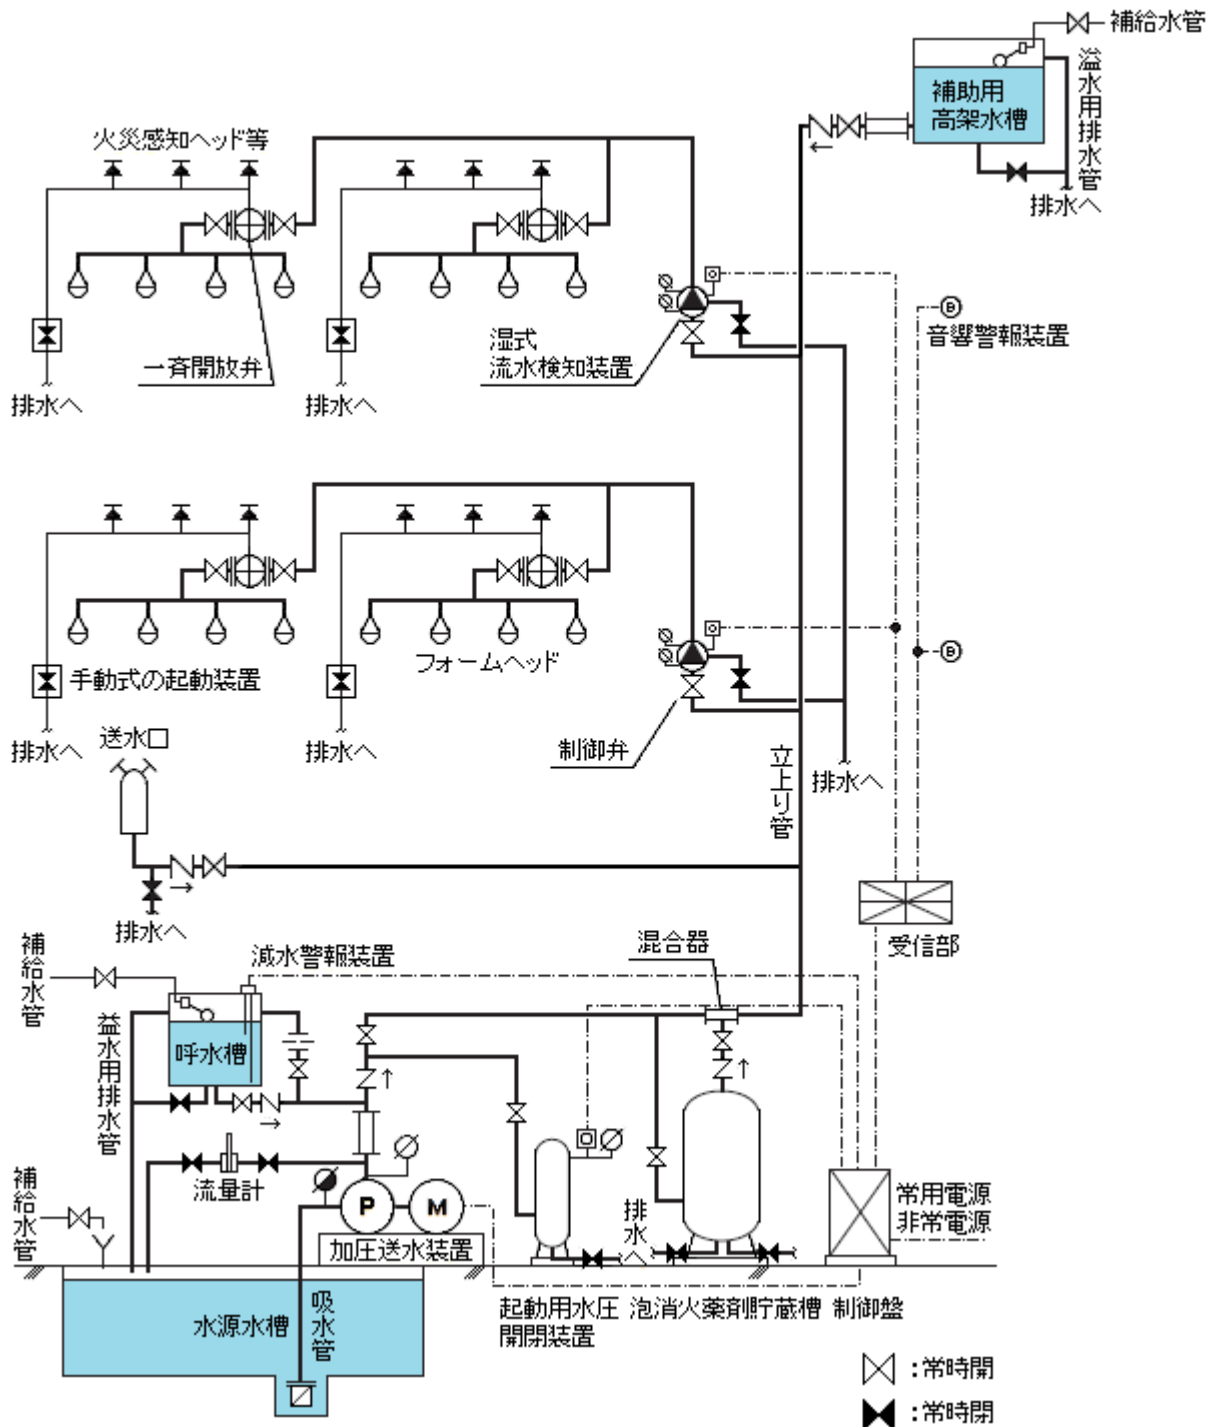 補給水管
補助用
高架水槽
溢水用排水管
排水へ
火災感知ヘッド等
一斉開放弁
湿式
流水検知装置
B
音響警報装置
排水へ
排水へ
フォームヘッド
手動式の起動装置
B
排水へ
排水へ
制御弁
立上り管
排水へ
送水口
排水へ
受信部
混合器
補給水管
減水警報装置
呼水槽
益水用排水管
流量計
補給水管
P
M
加圧送水装置
排水へ
常用電源
非常電源
水源水槽
吸水管
起動用水圧
開閉装置
泡消火薬剤貯蔵槽
制御盤
:常時開
:常時閉